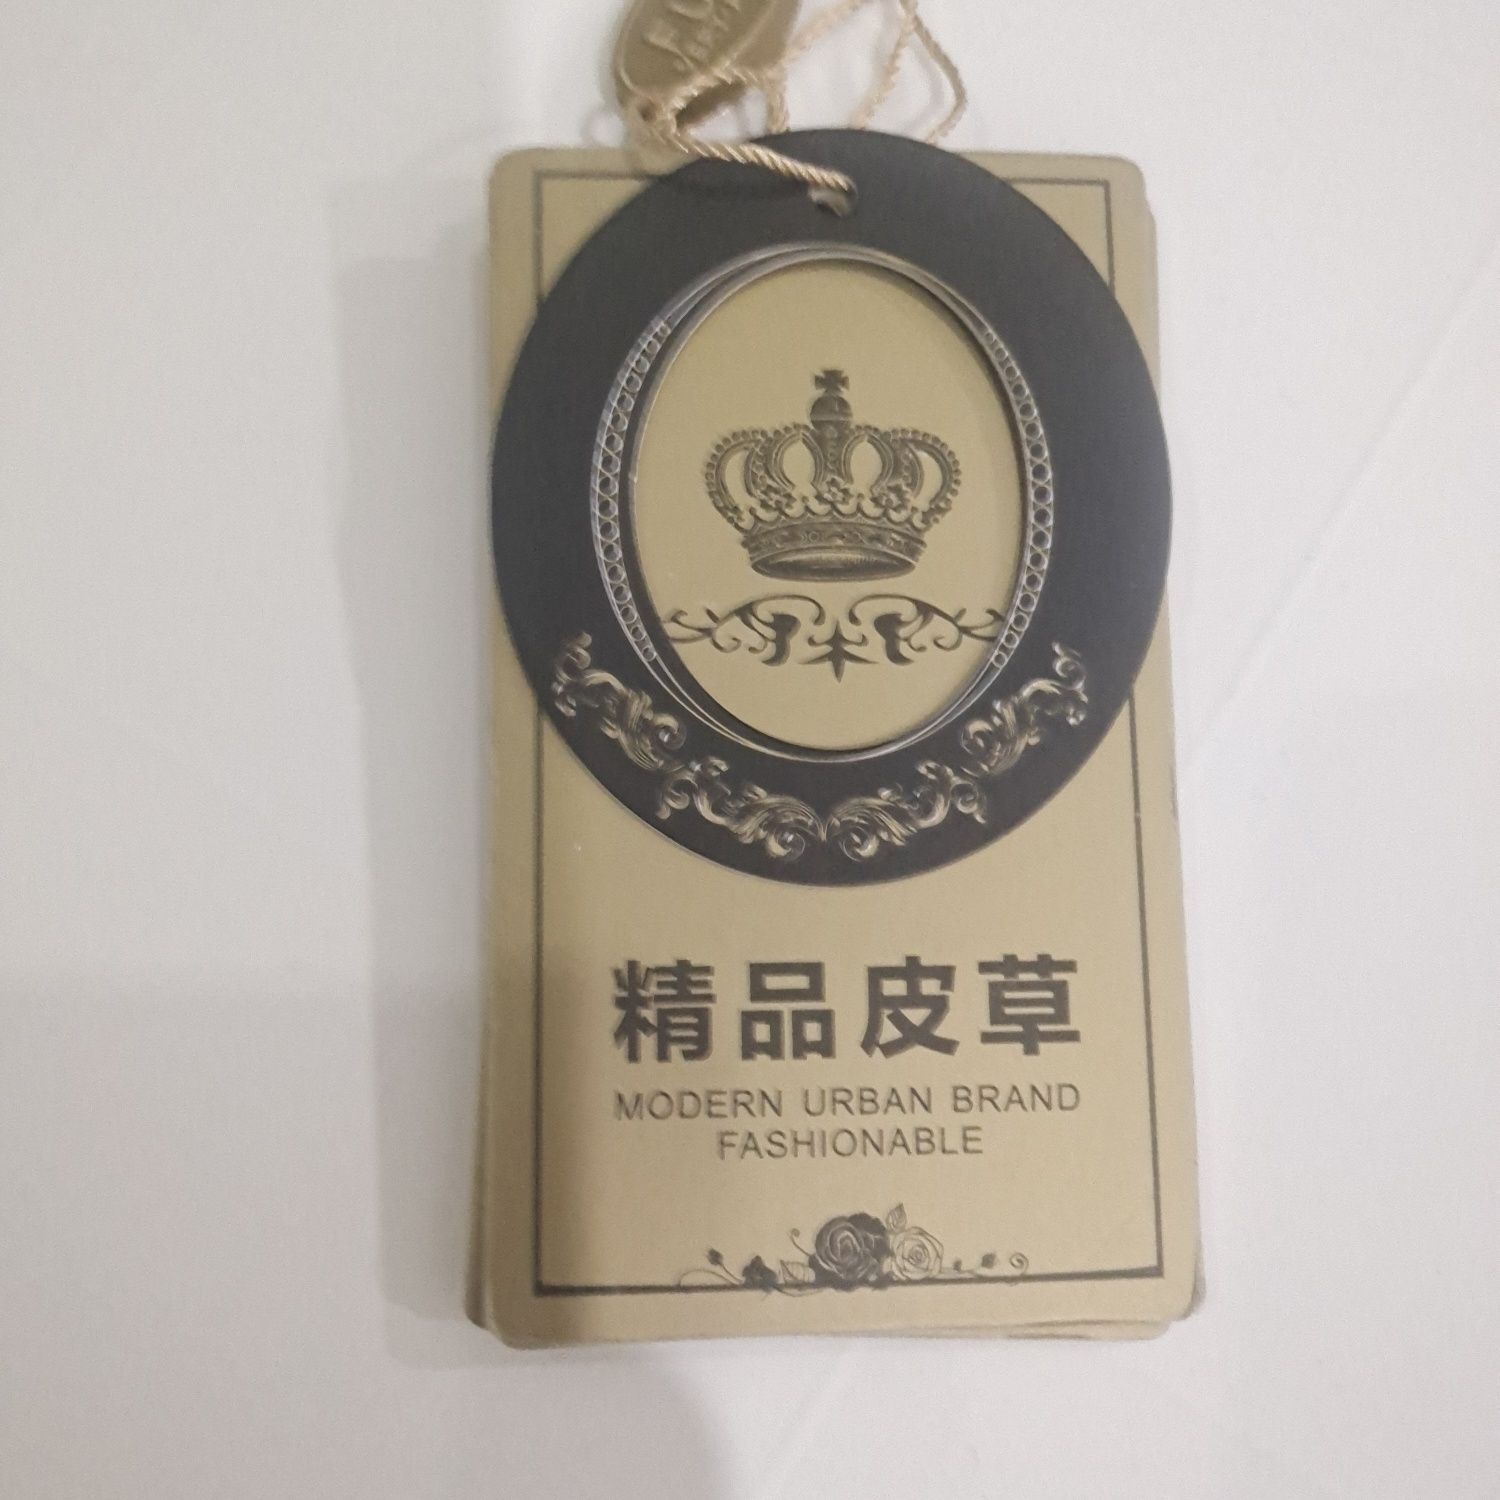 精品皮草
MODERN URBAN BRAND
FASHIONABLE